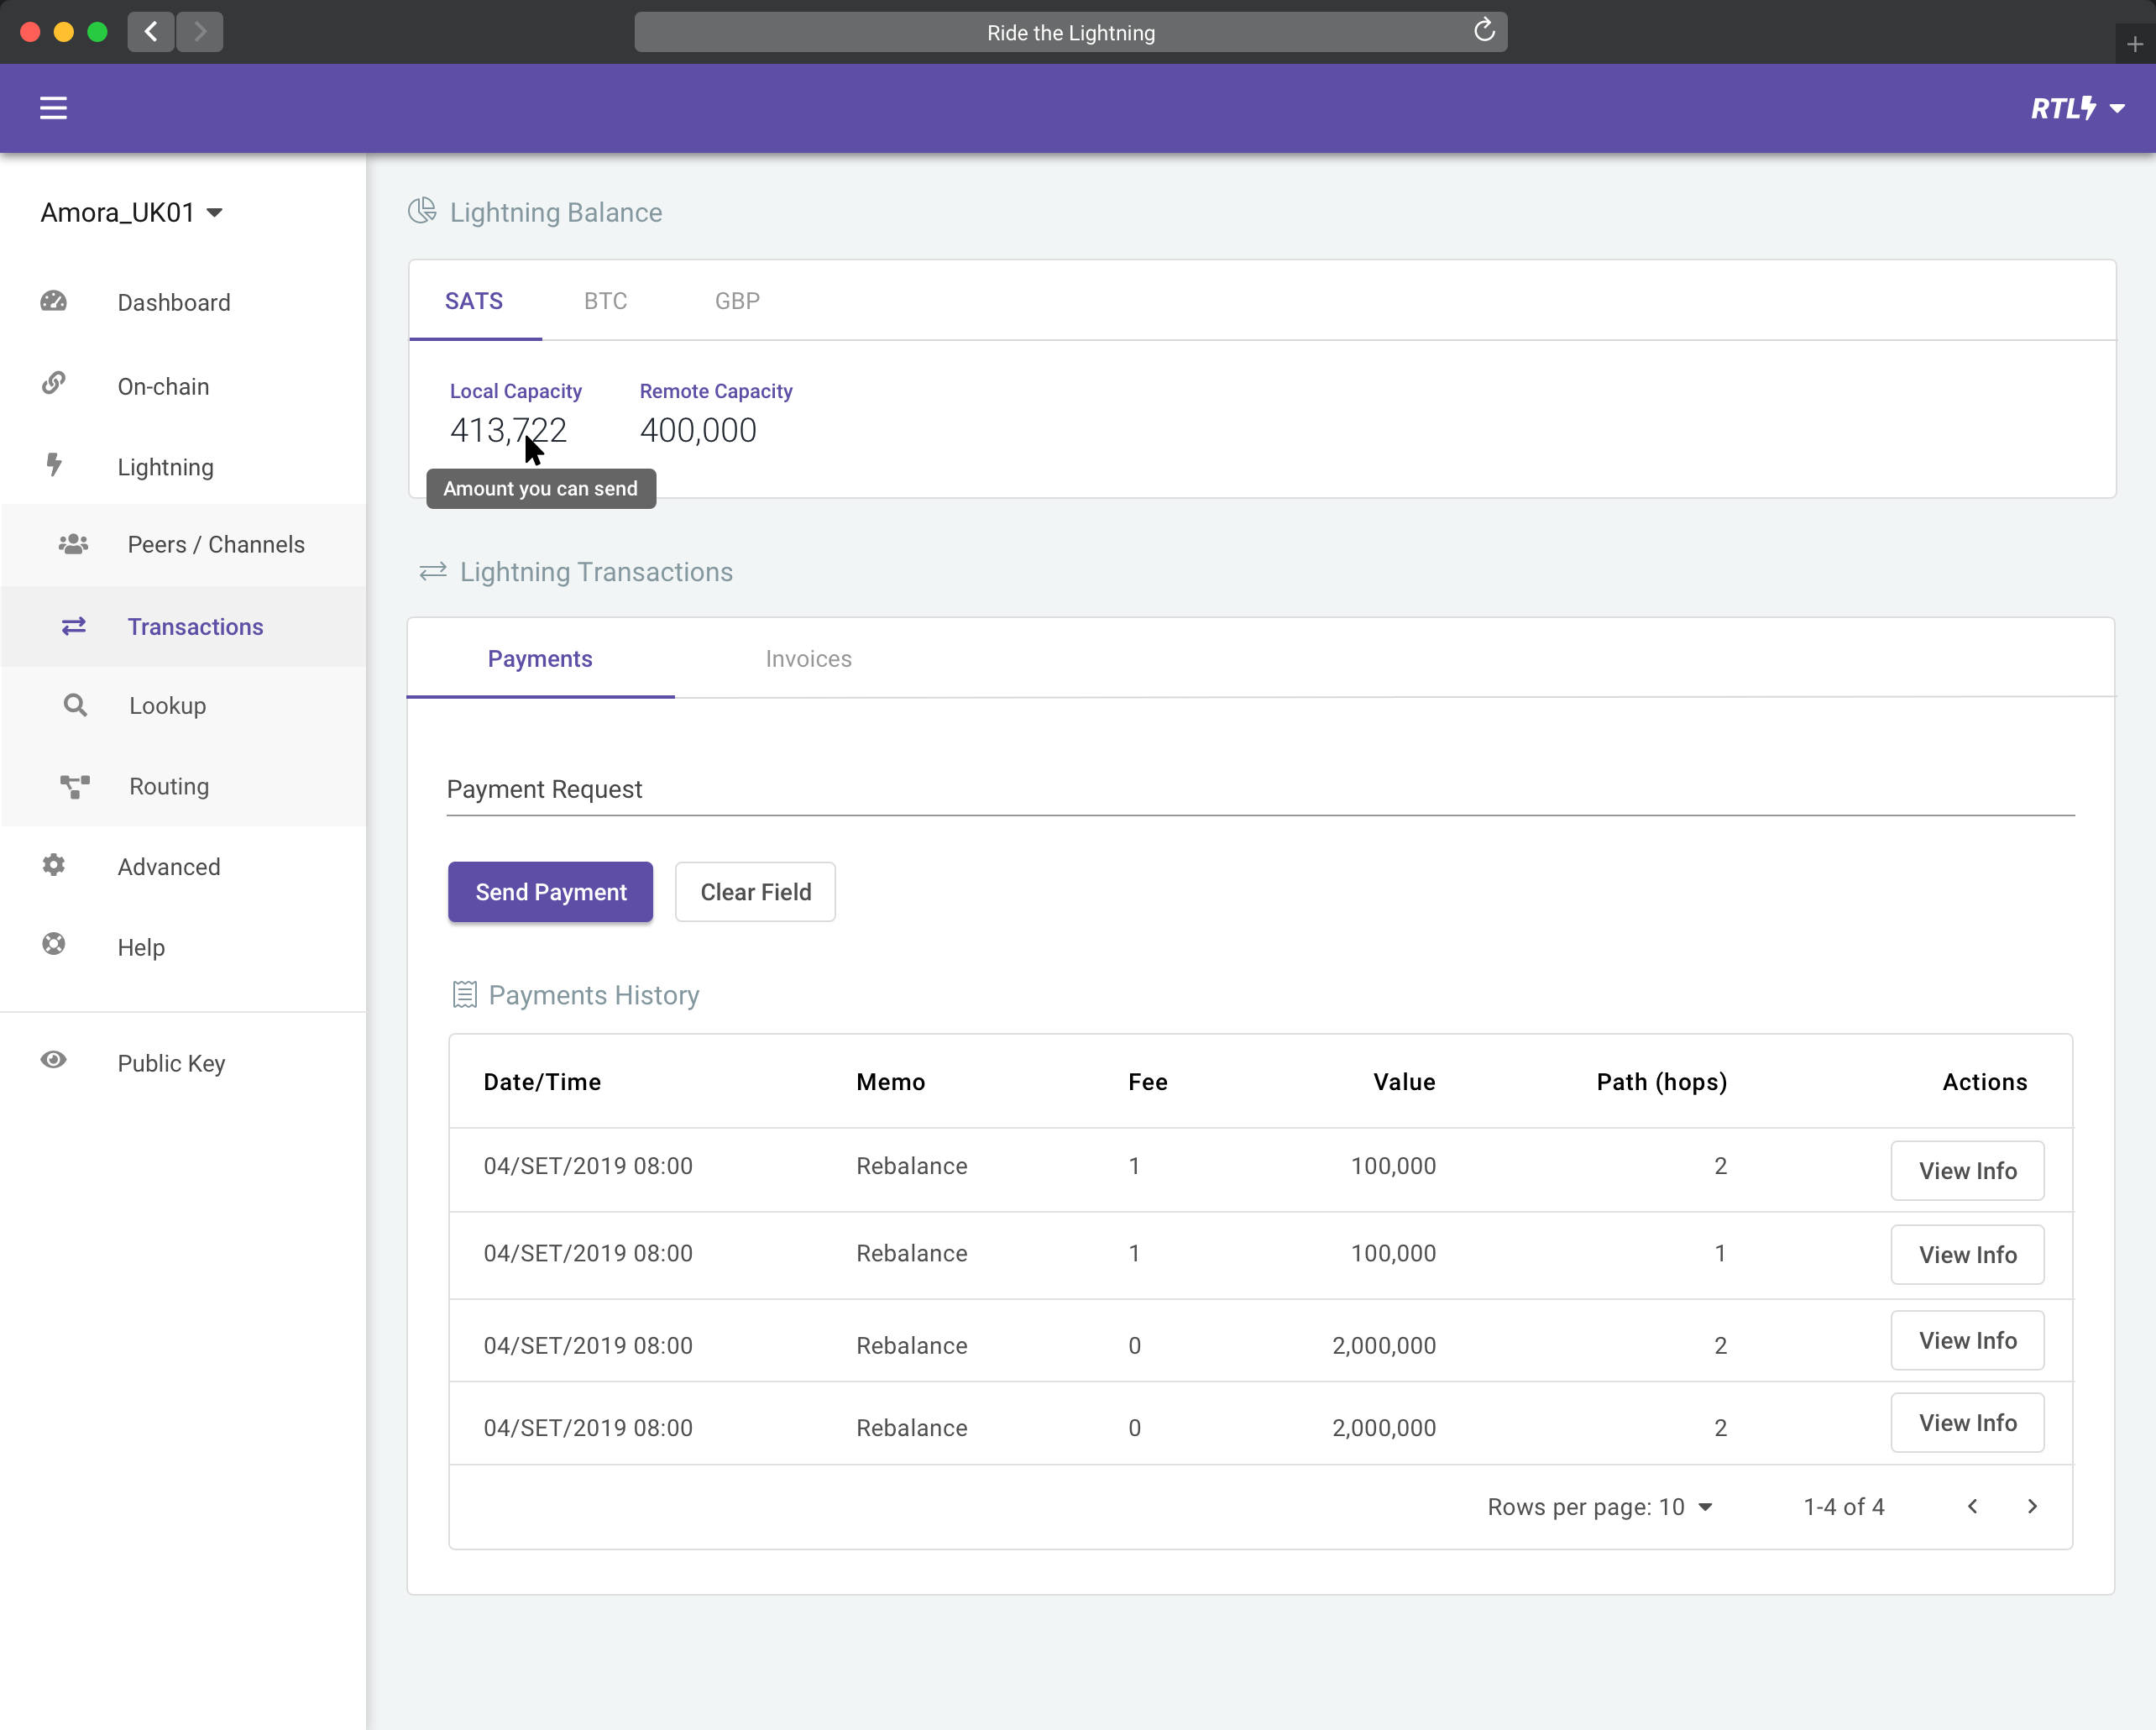 Ride the Lightning
RTL
Amora_UK01
Dashboard
On-chain
Lightning
Peers / Channels
Transactions
Lookup
Routing
Advanced
Help
Public Key
Lightning Balance
SATS BTC GBP
Local Capacity Remote Capacity
413,722 400,000
Amount you can send
Lightning Transactions
Payments Invoices
Payment Request
Send Payment Clear Field
Payments History
Date/Time Memo Fee Value Path (hops) Actions
04/SET/2019 08:00 Rebalance 1 100,000 2 View Info
04/SET/2019 08:00 Rebalance 1 100,000 1 View Info
04/SET/2019 08:00 Rebalance 0 2,000,000 2 View Info
04/SET/2019 08:00 Rebalance 0 2,000,000 2 View Info
Rows per page: 10 1-4 of 4